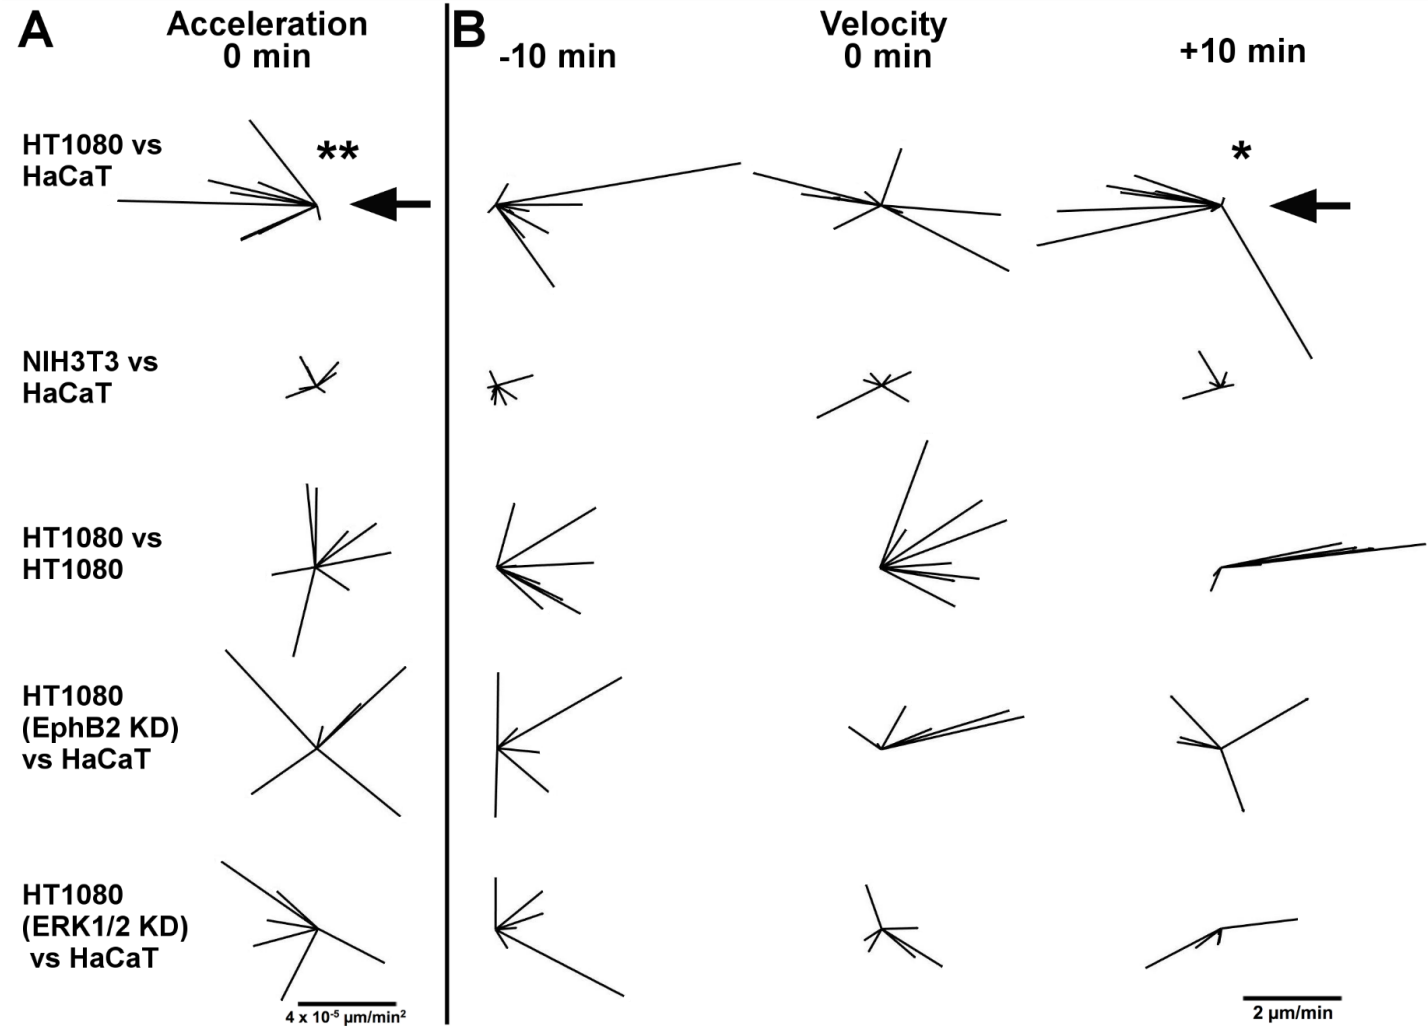 A
Acceleration
0 min
B
Velocity
-10 min
0 min
+10 min
HT1080 vs
HaCaT
**
*
NIH3T3 vs
HaCaT
HT1080 vs
HT1080
HT1080
(EphB2 KD)
vs HaCaT
HT1080
(ERK1/2 KD)
vs HaCaT
4 x 10⁻⁵ µm/min²
2 µm/min